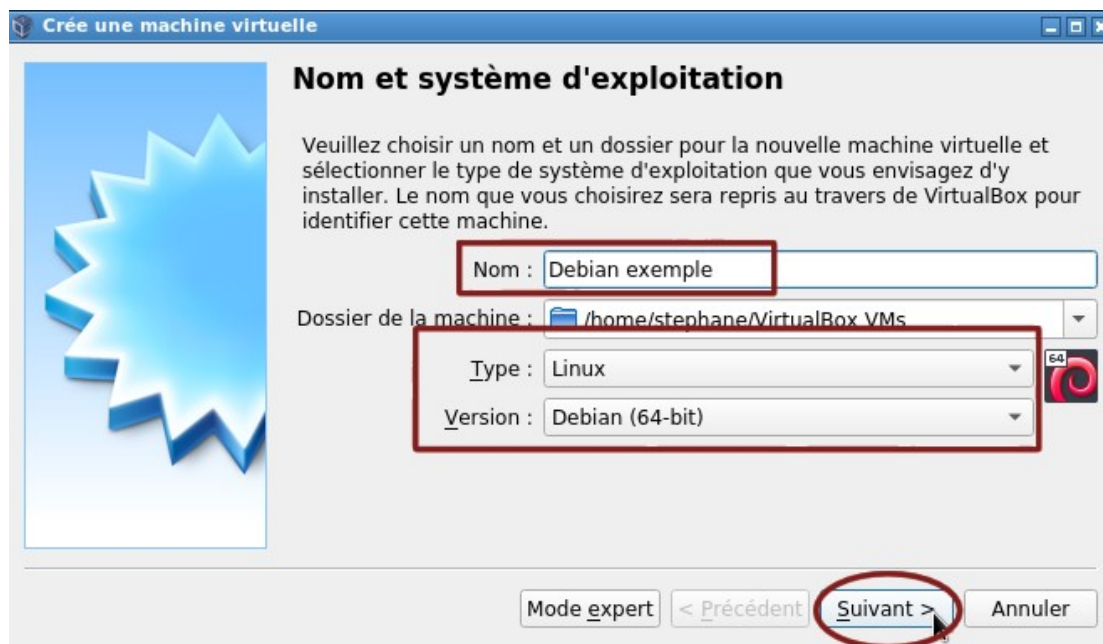 Crée une machine virtuelle
Nom et système d'exploitation
Veuillez choisir un nom et un dossier pour la nouvelle machine virtuelle et
sélectionner le type de système d'exploitation que vous envisagez d'y
installer. Le nom que vous choisirez sera repris au travers de VirtualBox pour
identifier cette machine.
Nom : Debian exemple
Dossier de la machine : /home/stephane/VirtualBox VMs
Type : Linux
64
Version : Debian (64-bit)
Mode expert < Précédent Suivant > Annuler